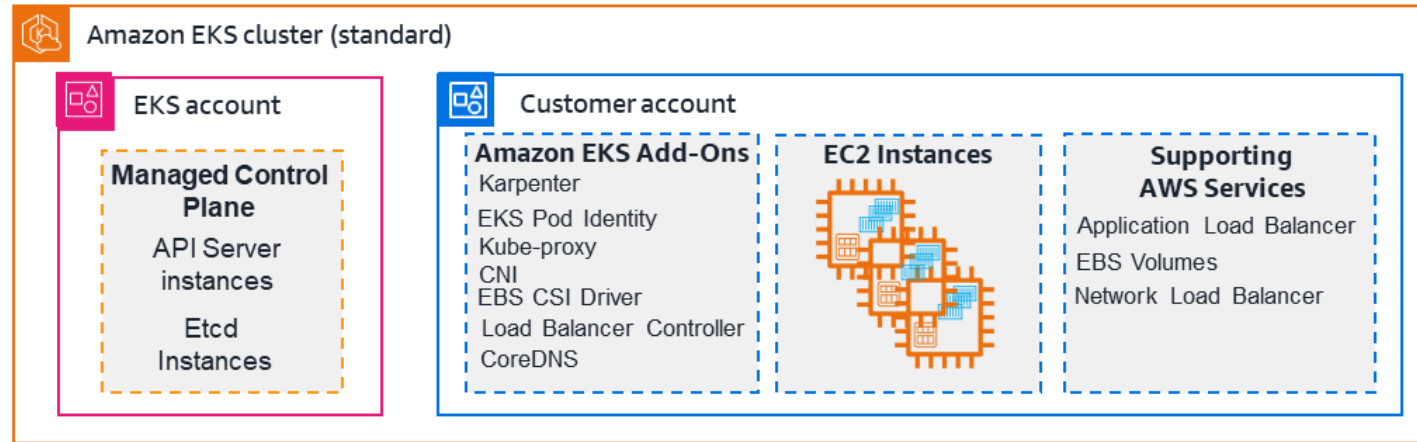 Amazon EKS cluster (standard)
EKS account
Managed Control
Plane
API Server
instances
Etcd
Instances
Customer account
Amazon EKS Add-Ons
Karpenter
EKS Pod Identity
Kube-proxy
CNI
EBS CSI Driver
Load Balancer Controller
CoreDNS
EC2 Instances
Supporting
AWS Services
Application Load Balancer
EBS Volumes
Network Load Balancer